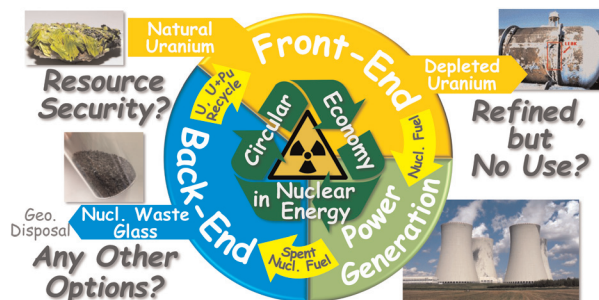 Natural
Uranium
Front-End
Depleted
Uranium
Resource
Security?
U, U+Pu
Recycle
Circular
Economy
in Nuclear
Energy
Nucl. Fuel
Refined,
but
No Use?
Back-End
Geo.
Disposal
Nucl. Waste
Glass
Spent
Nucl. Fuel
Power
Generation
Any Other
Options?